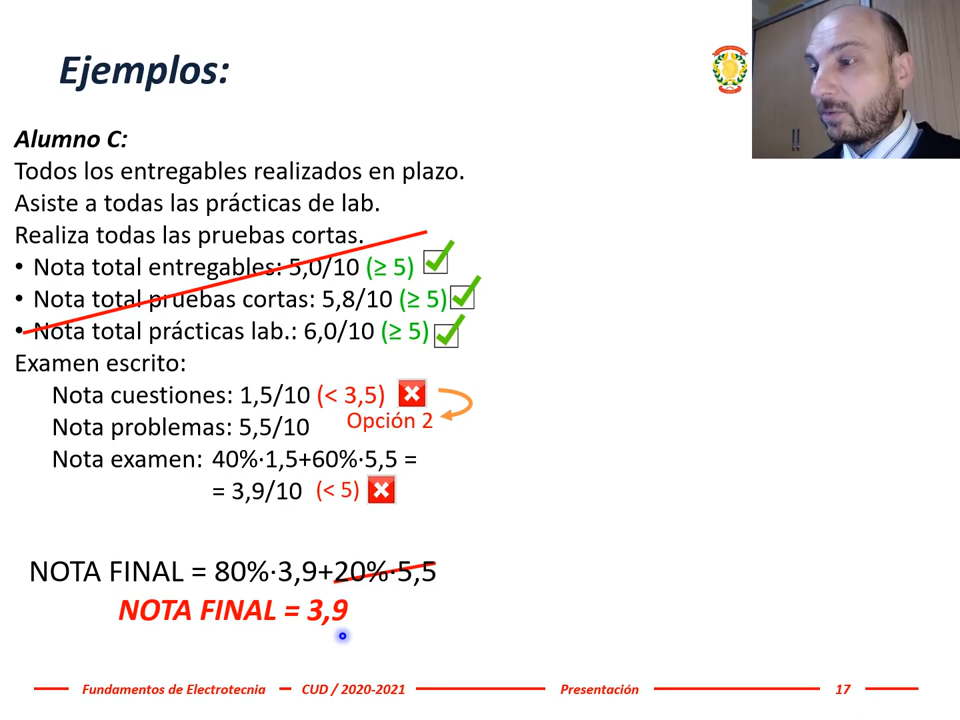 Ejemplos:
Alumno C:
Todos los entregables realizados en plazo.
Asiste a todas las prácticas de lab.
Realiza todas las pruebas cortas.
• Nota total entregables: 5,0/10 (≥ 5)
• Nota total pruebas cortas: 5,8/10 (≥ 5)
• Nota total prácticas lab.: 6,0/10 (≥ 5)
Examen escrito:
Nota cuestiones: 1,5/10 (< 3,5)
Opción 2
Nota problemas: 5,5/10
Nota examen: 40%·1,5+60%·5,5 =
= 3,9/10 (< 5)
NOTA FINAL = 80%·3,9+20%·5,5
NOTA FINAL = 3,9
Fundamentos de Electrotecnia CUD / 2020-2021 Presentación 17